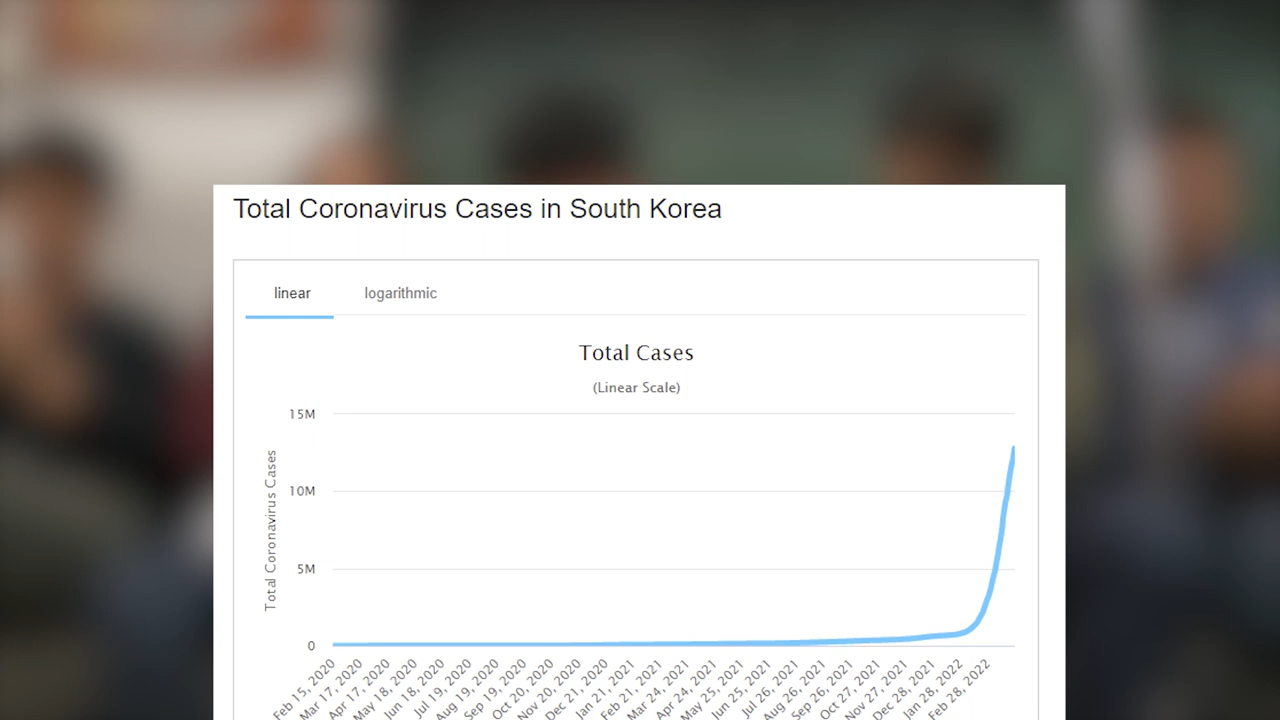 Total Coronavirus Cases in South Korea
linear
logarithmic
Total Cases
(Linear Scale)
Total Coronavirus Cases
15M
10M
5M
0
Feb 15, 2020
Mar 17, 2020
Apr 17, 2020
May 18, 2020
Jun 18, 2020
Jul 19, 2020
Aug 19, 2020
Sep 19, 2020
Oct 20, 2020
Nov 20, 2020
Dec 21, 2020
Jan 21, 2021
Feb 21, 2021
Mar 24, 2021
Apr 24, 2021
May 25, 2021
Jun 25, 2021
Jul 26, 2021
Aug 26, 2021
Sep 26, 2021
Oct 27, 2021
Nov 27, 2021
Dec 28, 2021
Jan 28, 2022
Feb 28, 2022